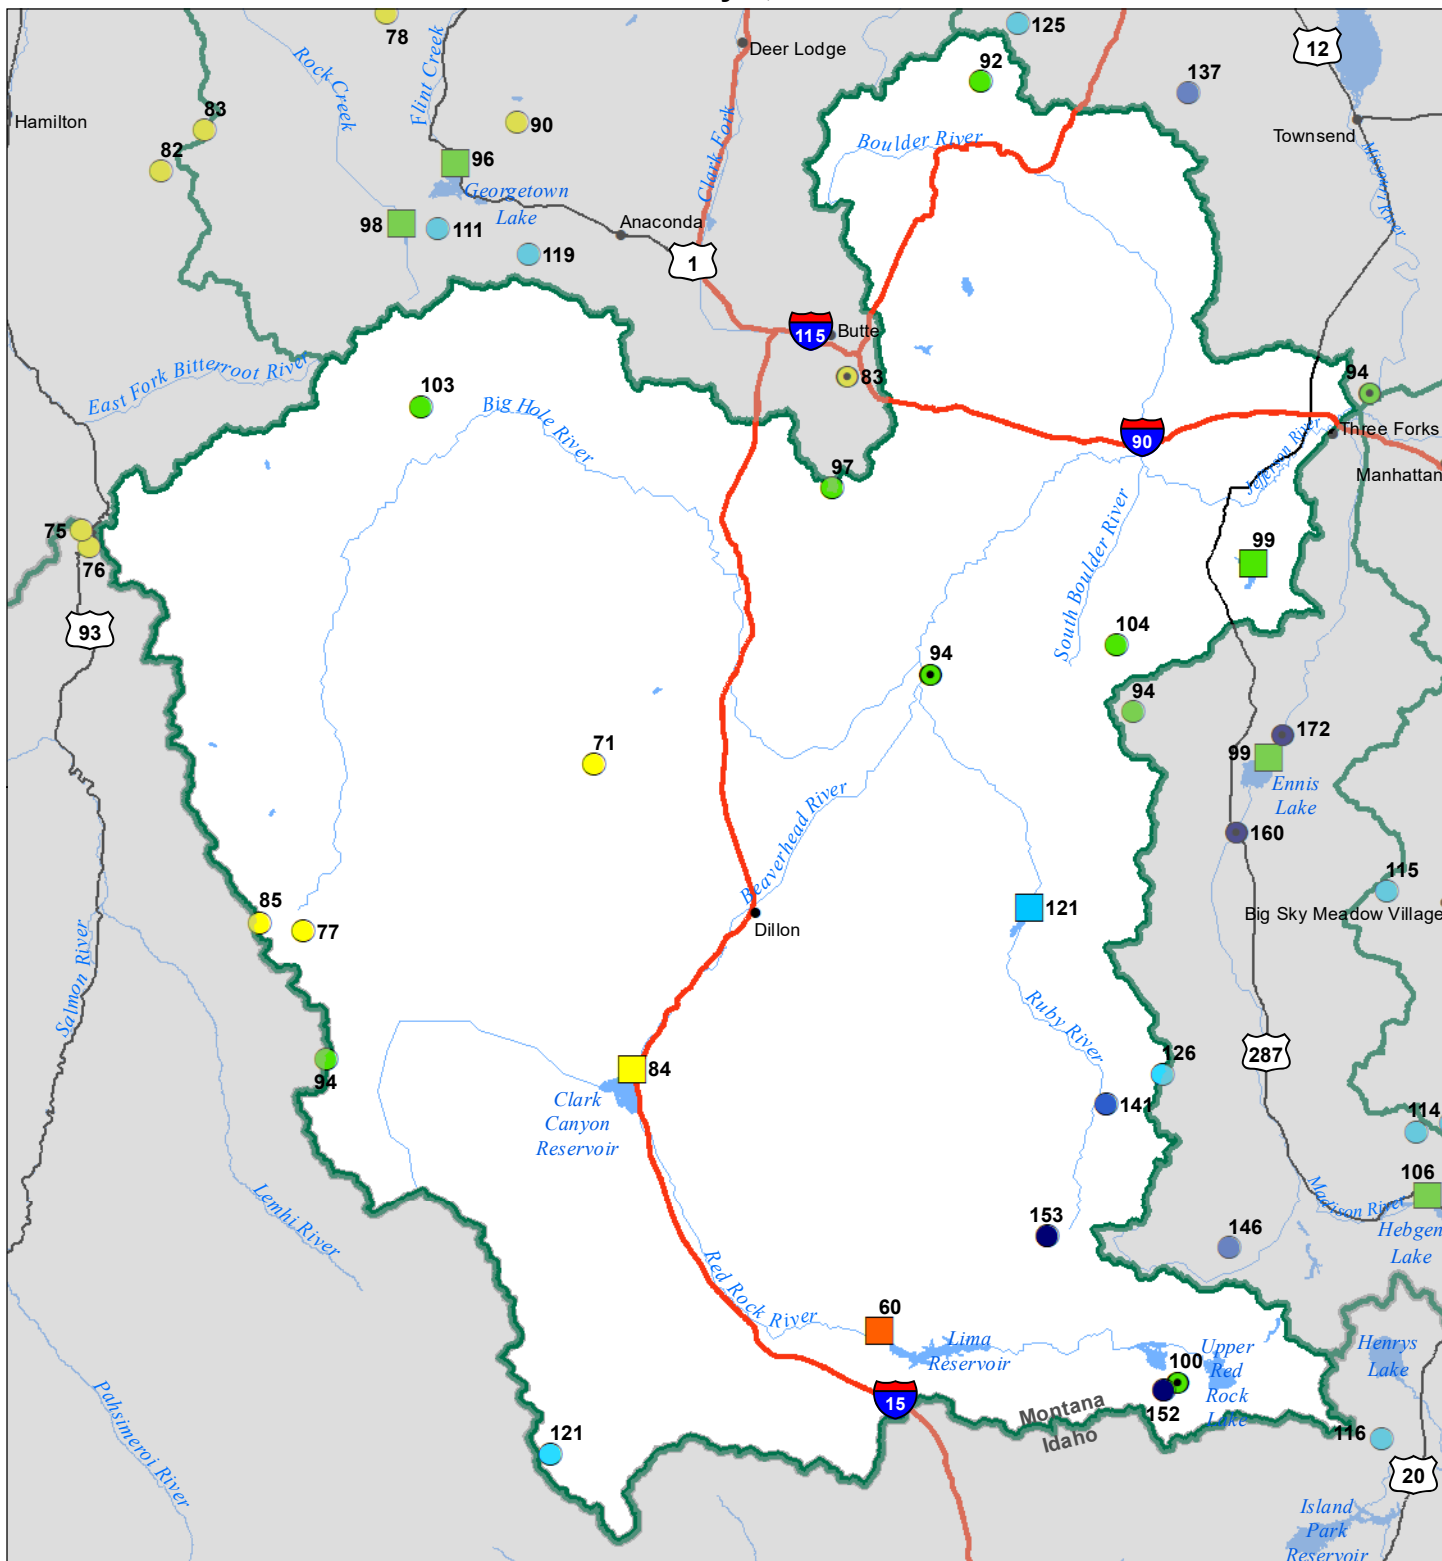 78
125
12
Deer Lodge
92
137
Rock Creek
Flint Creek
Hamilton
83
90
Clark Fork
Boulder River
Townsend
82
96
Georgetown
Lake
Missouri River
98
111
Anaconda
119
1
115
Butte
East Fork Bitterroot River
83
94
103
Big Hole River
90
Jefferson River
Three Forks
97
Manhattan
75
76
99
South Boulder River
93
104
94
94
172
71
99
Ennis
Lake
Beaverhead River
160
115
85
77
Dillon
121
Big Sky Meadow Village
Salmon River
Ruby River
126
287
94
84
Clark
Canyon
Reservoir
141
114
Lemhi River
Madison River
106
153
146
Hebgen
Lake
Red Rock River
60
Lima
Reservoir
Upper
Red
Rock
Lake
100
152
Henrys
Lake
15
Montana
Idaho
121
116
20
Pahsimeroi River
Island
Park
Reservoir